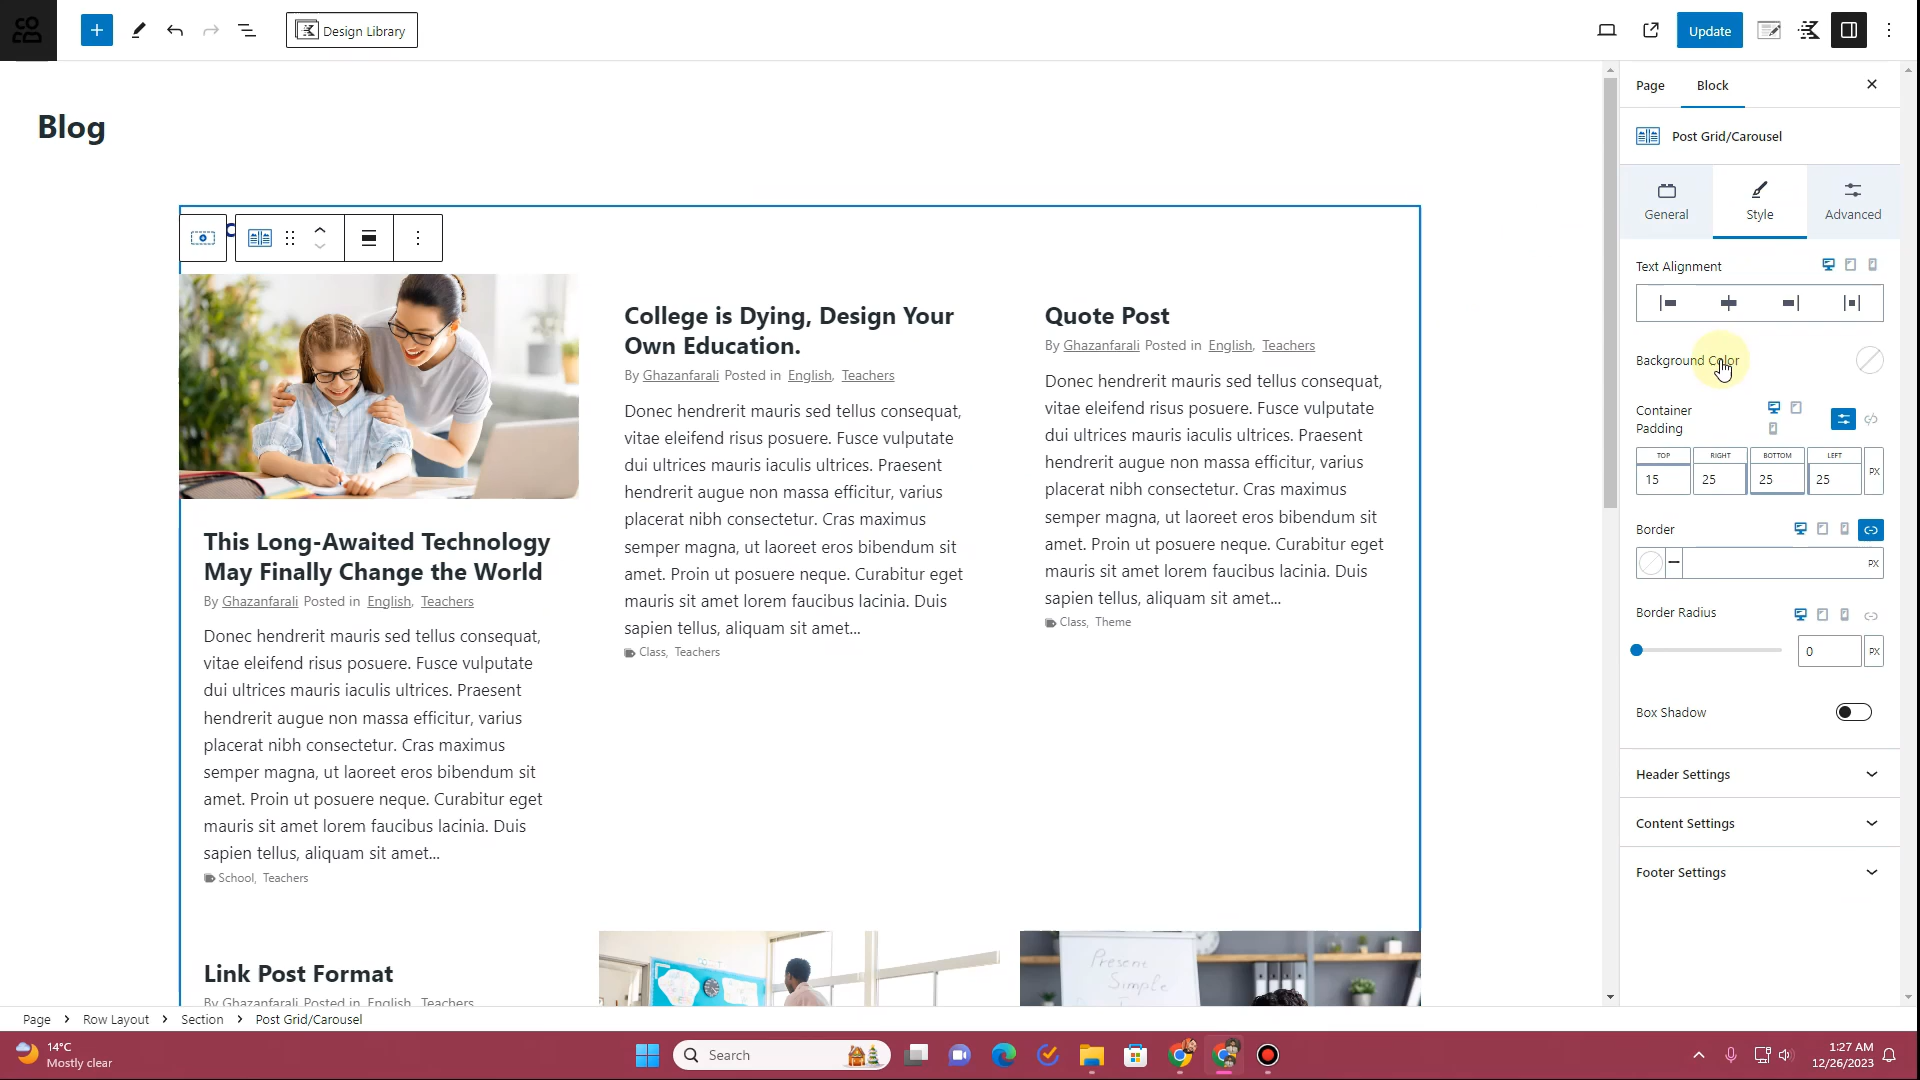 Design Library
Update
Blog
Page
Block
Post Grid/Carousel
General
Style
Advanced
Text Alignment
Background Color
Container
Padding
TOP
RIGHT
BOTTOM
LEFT
15
25
25
25
PX
Border
PX
Border Radius
0
PX
Box Shadow
Header Settings
Content Settings
Footer Settings
This Long-Awaited Technology
May Finally Change the World
By Ghazanfarali Posted in English, Teachers
Donec hendrerit mauris sed tellus consequat,
vitae eleifend risus posuere. Fusce vulputate
dui ultrices mauris iaculis ultrices. Praesent
hendrerit augue non massa efficitur, varius
placerat nibh consectetur. Cras maximus
semper magna, ut laoreet eros bibendum sit
amet. Proin ut posuere neque. Curabitur eget
mauris sit amet lorem faucibus lacinia. Duis
sapien tellus, aliquam sit amet...
School, Teachers
College is Dying, Design Your
Own Education.
By Ghazanfarali Posted in English, Teachers
Donec hendrerit mauris sed tellus consequat,
vitae eleifend risus posuere. Fusce vulputate
dui ultrices mauris iaculis ultrices. Praesent
hendrerit augue non massa efficitur, varius
placerat nibh consectetur. Cras maximus
semper magna, ut laoreet eros bibendum sit
amet. Proin ut posuere neque. Curabitur eget
mauris sit amet lorem faucibus lacinia. Duis
sapien tellus, aliquam sit amet...
Class, Teachers
Quote Post
By Ghazanfarali Posted in English, Teachers
Donec hendrerit mauris sed tellus consequat,
vitae eleifend risus posuere. Fusce vulputate
dui ultrices mauris iaculis ultrices. Praesent
hendrerit augue non massa efficitur, varius
placerat nibh consectetur. Cras maximus
semper magna, ut laoreet eros bibendum sit
amet. Proin ut posuere neque. Curabitur eget
mauris sit amet lorem faucibus lacinia. Duis
sapien tellus, aliquam sit amet...
Class, Theme
Link Post Format
By Ghazanfarali Posted in English, Teachers
Present
Simple
Page
Row Layout
Section
Post Grid/Carousel
14°C
Mostly clear
Search
1:27 AM
12/26/2023